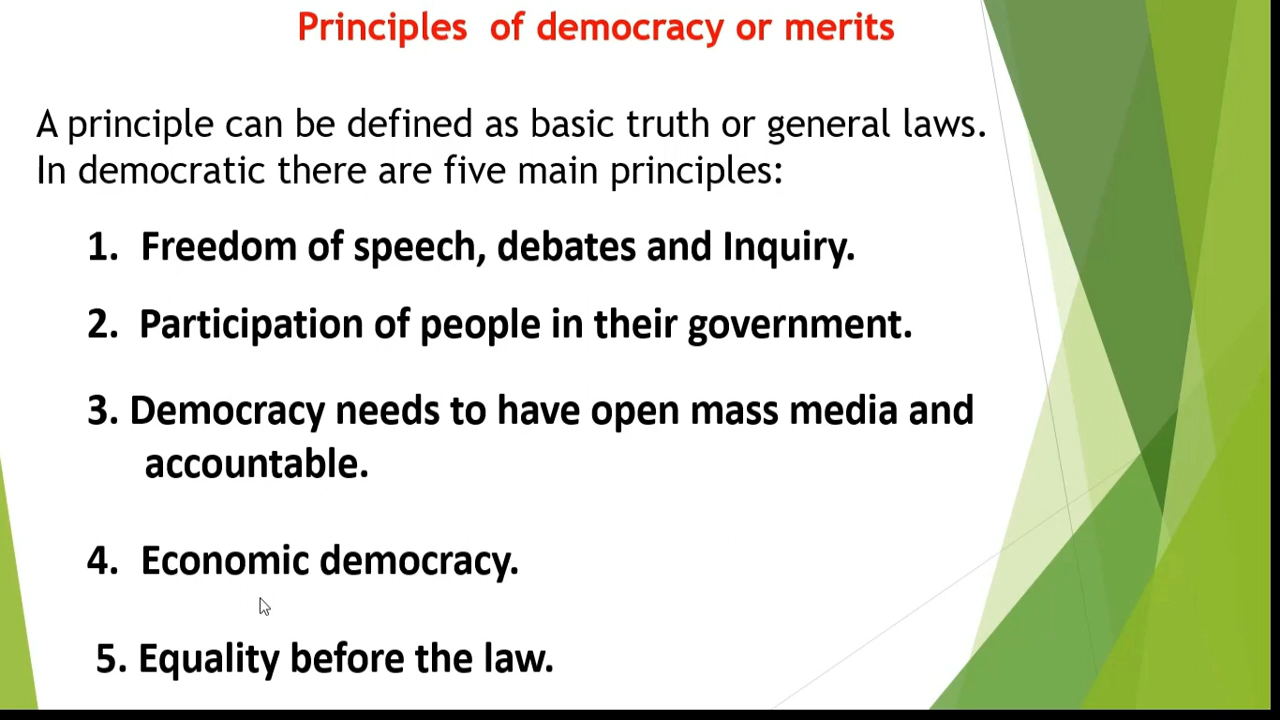 Principles of democracy or merits
A principle can be defined as basic truth or general laws.
In democratic there are five main principles:
1. Freedom of speech, debates and Inquiry.
2. Participation of people in their government.
3. Democracy needs to have open mass media and
accountable.
4. Economic democracy.
5. Equality before the law.